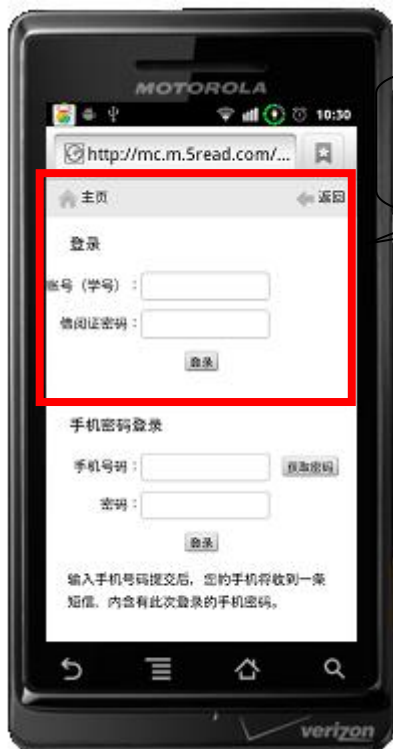 MOTOROLA
10:30
http://mc.m.5read.com/...
主页 返回
登录
账号（学号）：
借阅证密码：
登录
手机密码登录
手机号码： 获取密码
密码：
登录
输入手机号码提交后，您的手机将收到一条
短信，内含有此次登录的手机密码。
verizon